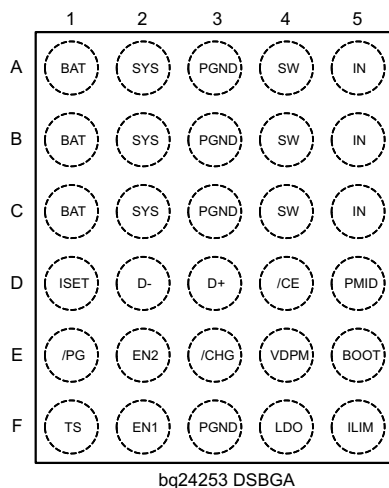 1 2 3 4 5
A BAT SYS PGND SW IN
B BAT SYS PGND SW IN
C BAT SYS PGND SW IN
D ISET D- D+ /CE PMID
E /PG EN2 /CHG VDPM BOOT
F TS EN1 PGND LDO ILIM
bq24253 DSBGA